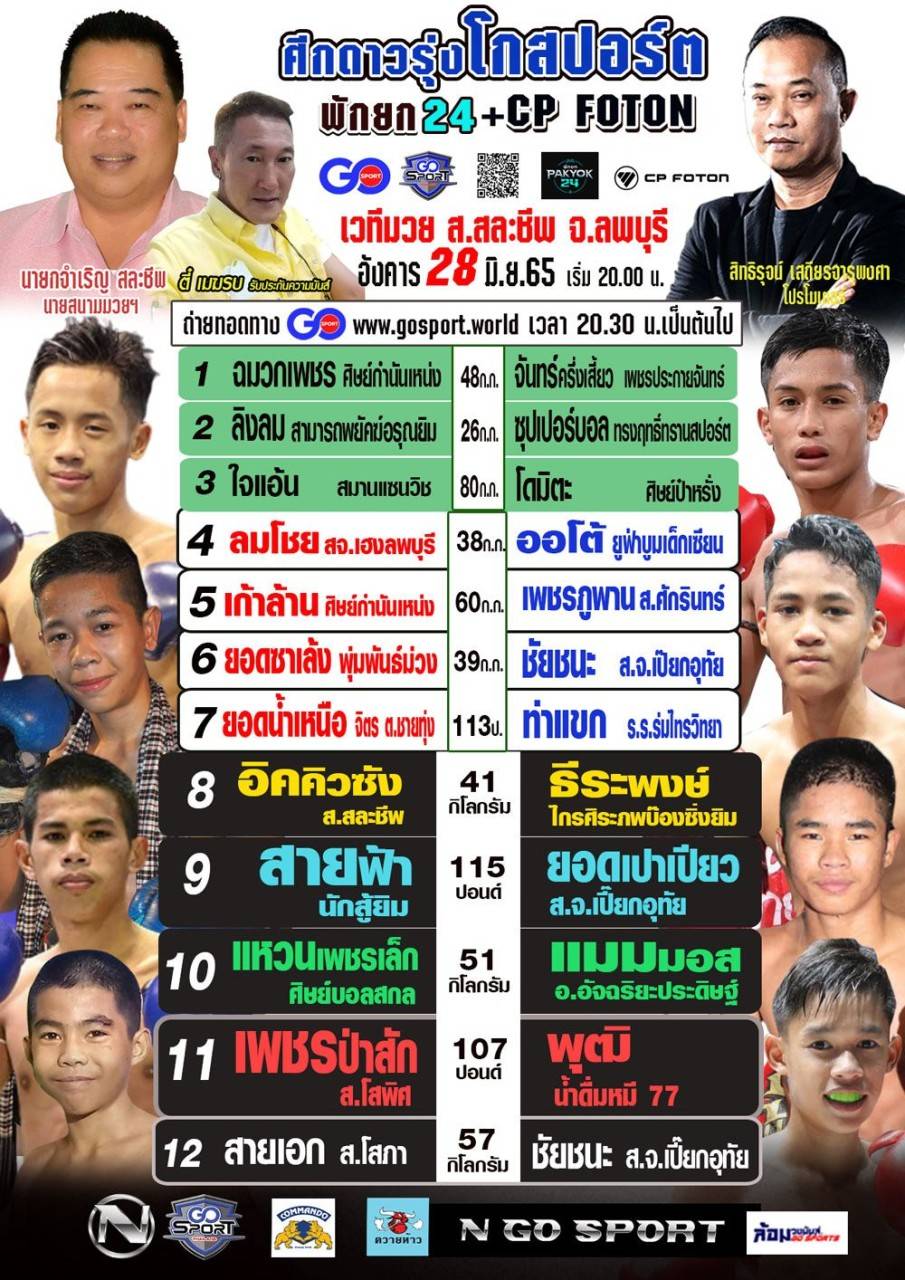 ศึกดาวรุ่งโกสปอร์ต
พักยก 24 +CP FOTON
GO SPORT
GO SPORT
พักยก PAKYOK 24
CP FOTON
เวทีมวย ส.สละชีพ จ.ลพบุรี
อังคาร 28 มิ.ย.65 เริ่ม 20.00 น.
นายกจำเริญ สละชีพ
นายสนามมวยฯ
ตี๋ เมฆรบ รับประกันความมันส์
สิทธิรุจน์ เสถียรจารุพงศา
โปรโมเตอร์
ถ่ายทอดทาง GO SPORT www.gosport.world เวลา 20.30 น.เป็นต้นไป
1 ฉมวกเพชร ศิษย์กำนันเหน่ง 48ก.ก. จันทร์ครึ่งเสี้ยว เพชรประกายจันทร์
2 ลิงลม สามารถพยัคฆ์อรุณยิม 26ก.ก. ซุปเปอร์บอล ทรงฤทธิ์ทรานสปอร์ต
3 ใจแอ้น สมานแซนวิช 80ก.ก. โดมิตะ ศิษย์ป๋าหรั่ง
4 ลมโชย สจ.เฮงลพบุรี 38ก.ก. ออโต้ ยูฟ่าบูมเด็กเซียน
5 เก้าล้าน ศิษย์กำนันเหน่ง 60ก.ก. เพชรภูพาน ส.ศักรินทร์
6 ยอดซาเล้ง พุ่มพันธ์ม่วง 39ก.ก. ชัยชนะ ส.จ.เปี๊ยกอุทัย
7 ยอดน้ำเหนือ จิตร ต.ชายทุ่ง 113ป. ท่าแขก ร.ร.ร่มไทรวิทยา
8 อิคคิวซัง 41 ธีระพงษ์
ส.สละชีพ กิโลกรัม ไกรศิระภพป๊องซิ่งยิม
9 สายฟ้า 115 ยอดเปาเปียว
นักสู้ยิม ปอนด์ ส.จ.เปี๊ยกอุทัย
10 แหวนเพชรเล็ก 51 แมมมอส
ศิษย์บอลสกล กิโลกรัม อ.อัจฉริยะประดิษฐ์
11 เพชรป่าสัก 107 พุฒิ
ส.โสพิศ ปอนด์ น้ำดื่มหมี 77
12 สายเอก ส.โสภา 57 กิโลกรัม ชัยชนะ ส.จ.เปี๊ยกอุทัย
N
GO SPORT THAILAND
COMMANDO
ควายห้าว
N GO SPORT
ล้อมวงมันส์ GO SPORTS